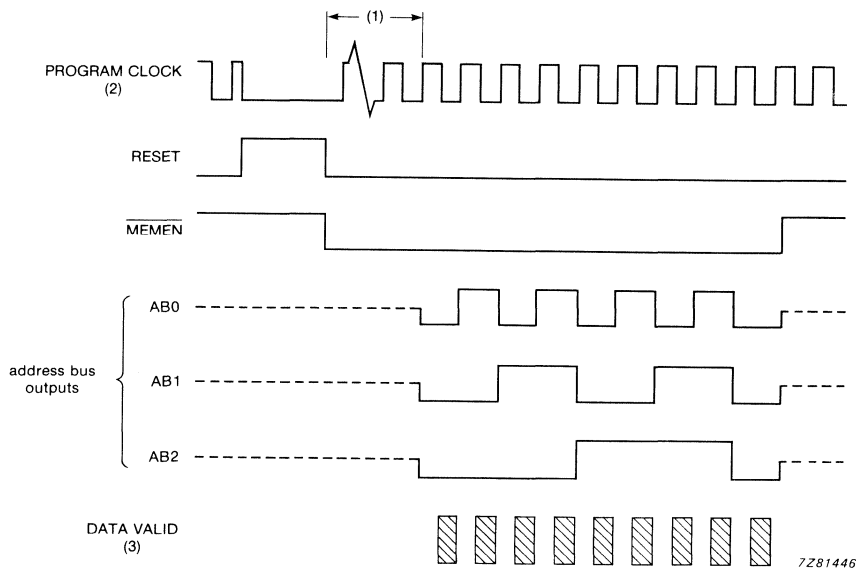 (1)
PROGRAM CLOCK
(2)
RESET
MEMEN
address bus
outputs
AB0
AB1
AB2
DATA VALID
(3)
7Z81446